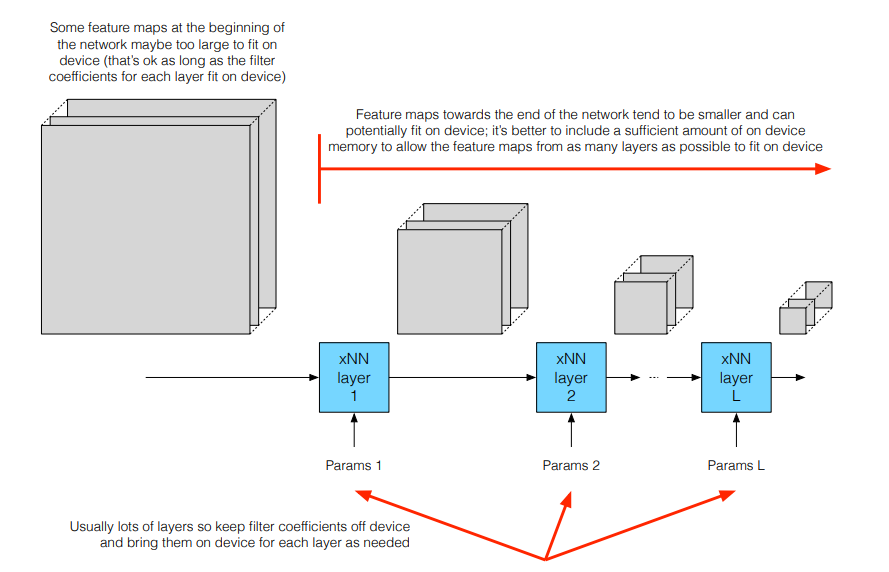 Some feature maps at the beginning of
the network maybe too large to fit on
device (that's ok as long as the filter
coefficients for each layer fit on device)
Feature maps towards the end of the network tend to be smaller and can
potentially fit on device; it's better to include a sufficient amount of on device
memory to allow the feature maps from as many layers as possible to fit on device
xNN
layer
1
xNN
layer
2
...
xNN
layer
L
Params 1
Params 2
Params L
Usually lots of layers so keep filter coefficients off device
and bring them on device for each layer as needed